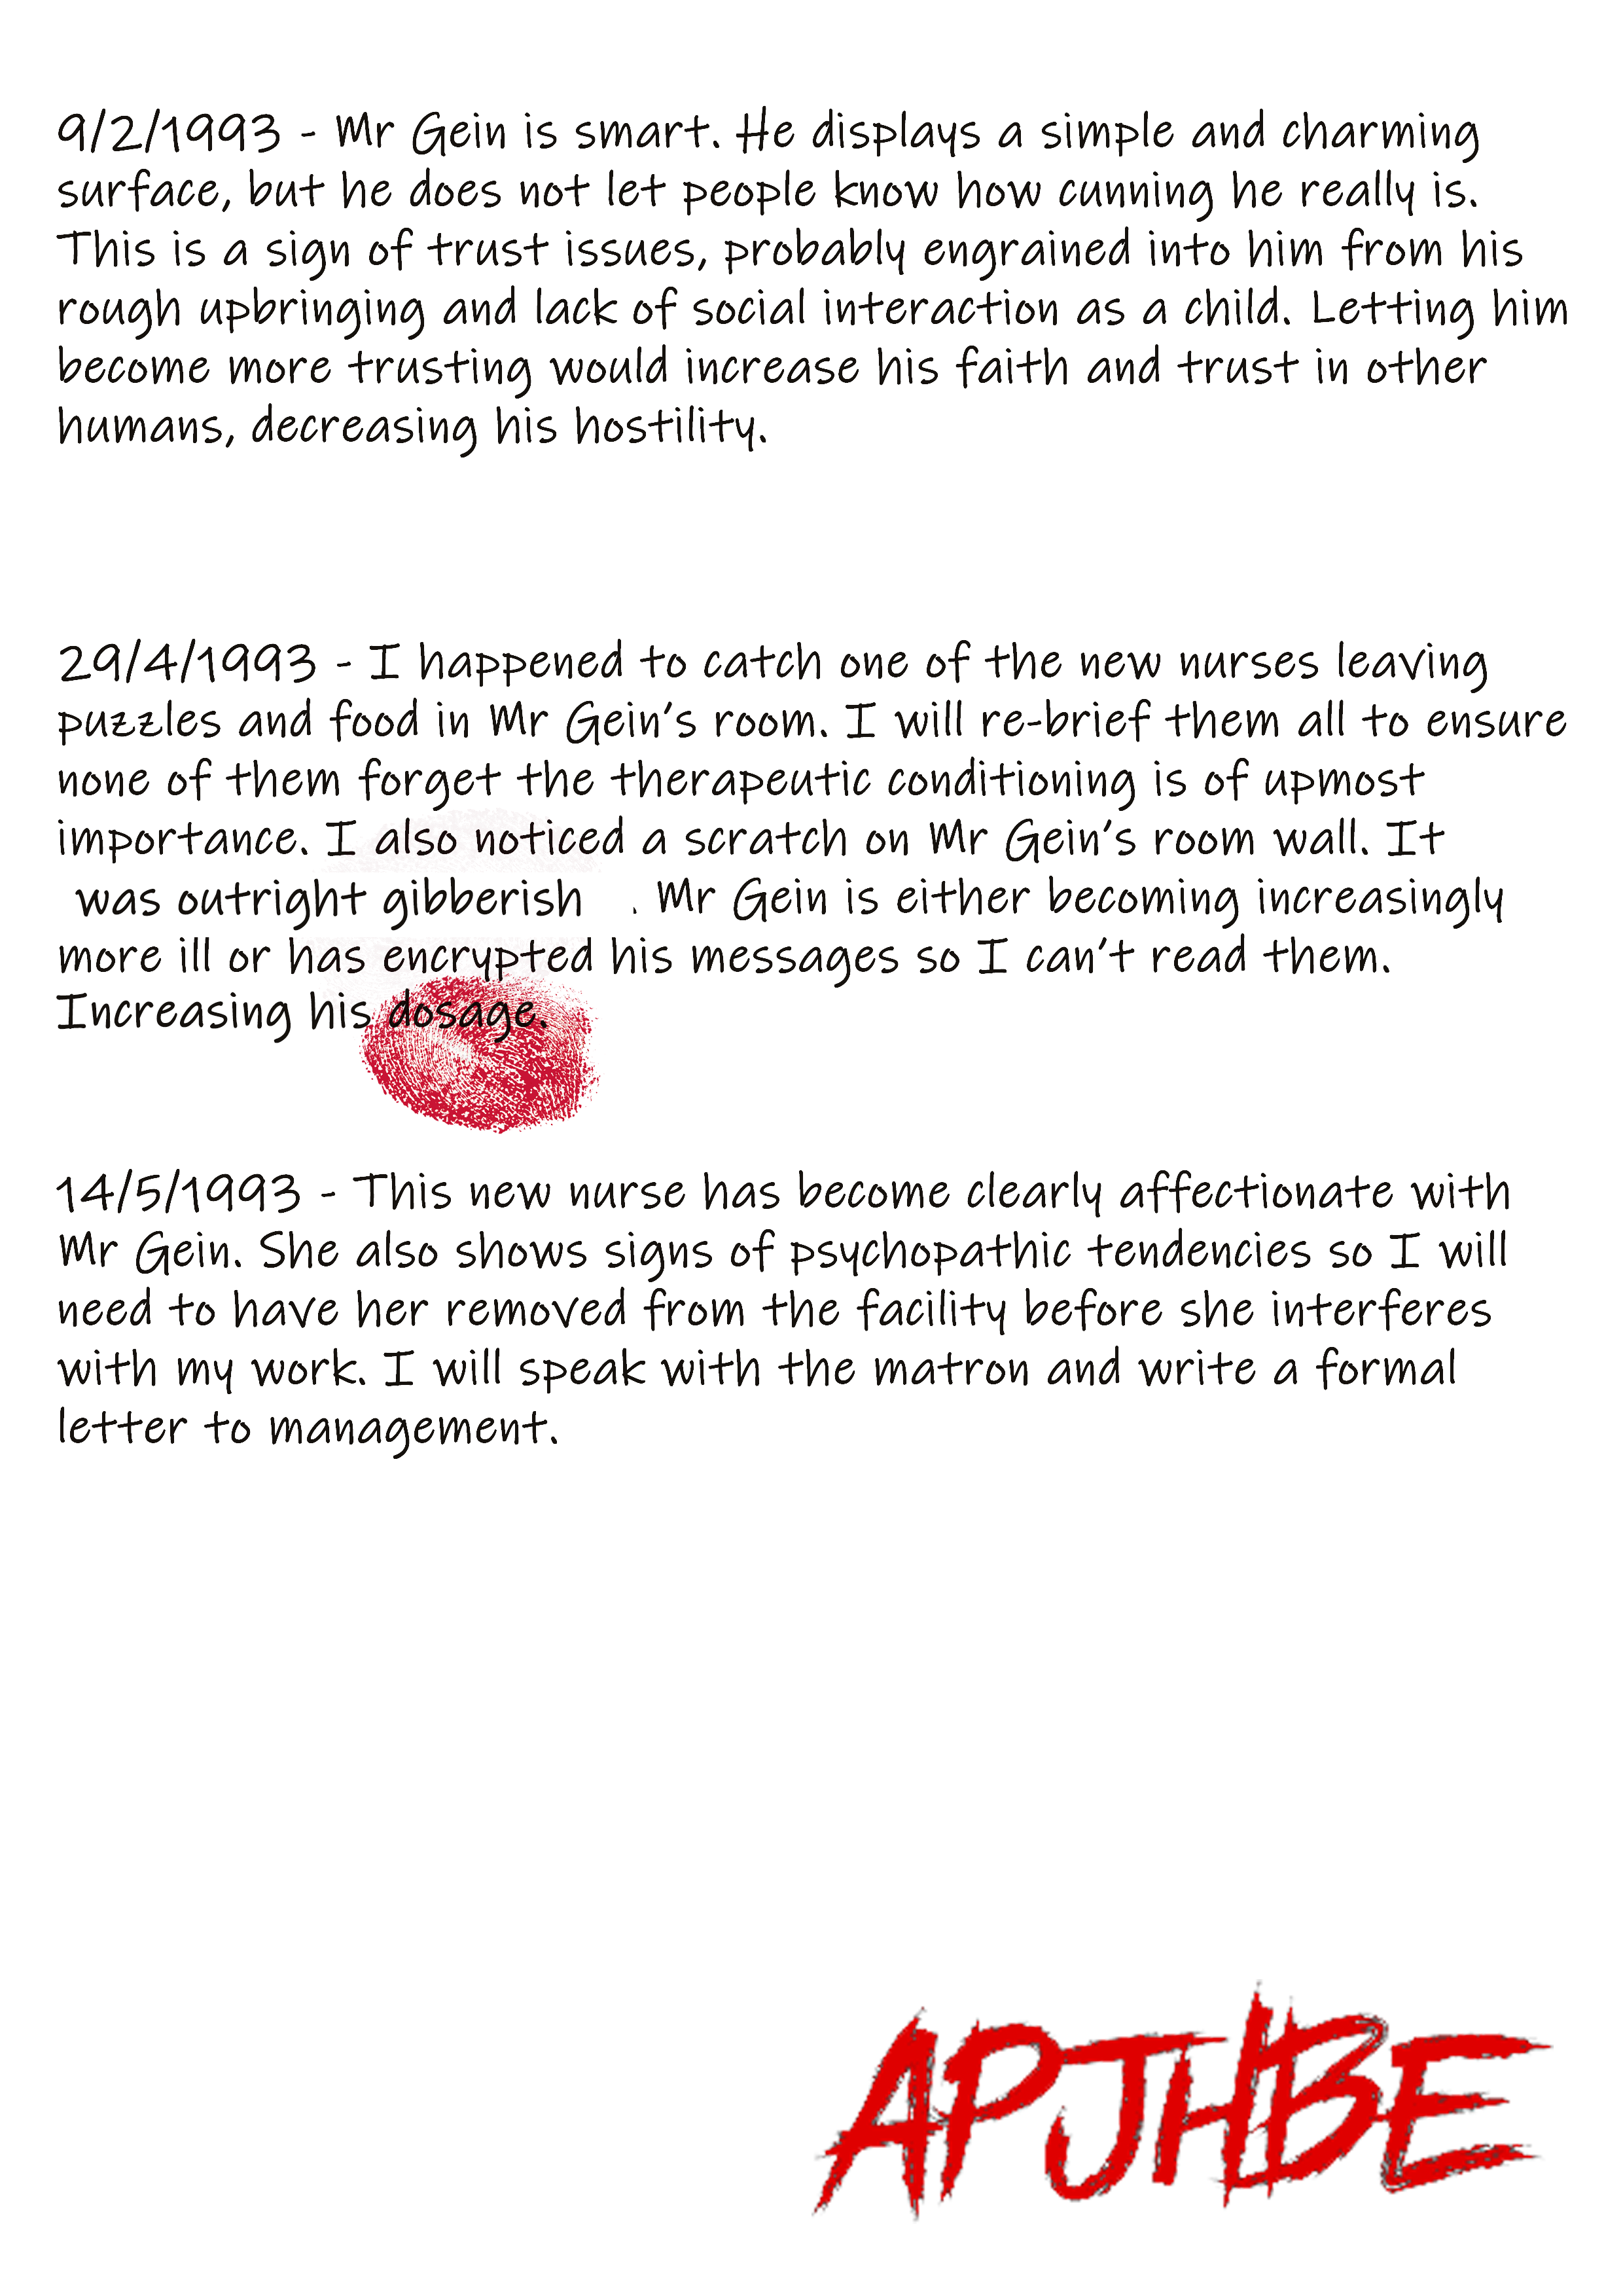 9/2/1993 - Mr Gein is smart. He displays a simple and charming
surface, but he does not let people know how cunning he really is.
This is a sign of trust issues, probably engrained into him from his
rough upbringing and lack of social interaction as a child. Letting him
become more trusting would increase his faith and trust in other
humans, decreasing his hostility.
29/4/1993 - I happened to catch one of the new nurses leaving
puzzles and food in Mr Gein's room. I will re-brief them all to ensure
none of them forget the therapeutic conditioning is of upmost
importance. I also noticed a scratch on Mr Gein's room wall. It
was outright gibberish . Mr Gein is either becoming increasingly
more ill or has encrypted his messages so I can't read them.
Increasing his dosage.
14/5/1993 - This new nurse has become clearly affectionate with
Mr Gein. She also shows signs of psychopathic tendencies so I will
need to have her removed from the facility before she interferes
with my work. I will speak with the matron and write a formal
letter to management.
APJHBE